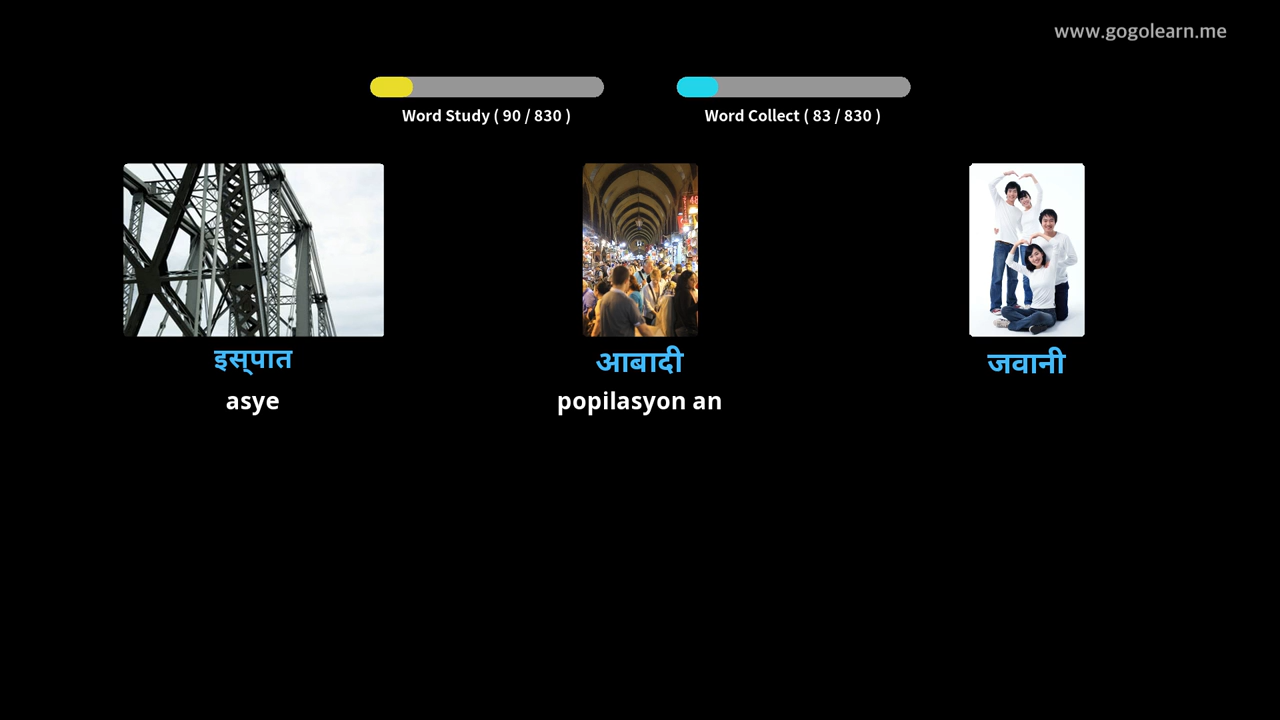 www.gogolearn.me
Word Study ( 90 / 830 )
Word Collect ( 83 / 830 )
इस्पात
आबादी
जवानी
asye
popilasyon an